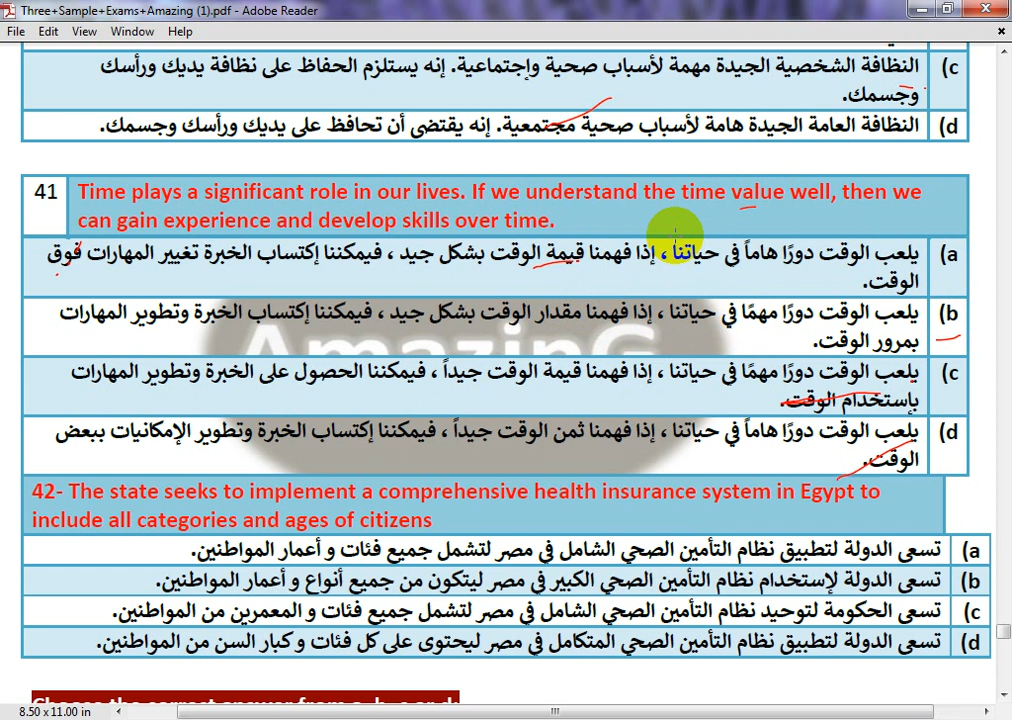 Three+Sample+Exams+Amazing (1).pdf - Adobe Reader
File Edit View Window Help
c) النظافة الشخصية الجيدة مهمة لأسباب صحية وإجتماعية. إنه يستلزم الحفاظ على نظافة يديك ورأسك
وجسمك.
d) النظافة العامة الجيدة هامة لأسباب صحية مجتمعية. إنه يقتضى أن تحافظ على يديك ورأسك وجسمك.
41 Time plays a significant role in our lives. If we understand the time value well, then we
can gain experience and develop skills over time.
a) يلعب الوقت دورًا هاماً في حياتنا ، إذا فهمنا قيمة الوقت بشكل جيد ، فيمكننا إكتساب الخبرة تغيير المهارات فوق
الوقت.
b) يلعب الوقت دورًا مهمًا في حياتنا ، إذا فهمنا مقدار الوقت بشكل جيد ، فيمكننا إكتساب الخبرة وتطوير المهارات
بمرور الوقت.
c) يلعب الوقت دورًا مهمًا في حياتنا ، إذا فهمنا قيمة الوقت جيداً ، فيمكننا الحصول على الخبرة وتطوير المهارات
بإستخدام الوقت.
d) يلعب الوقت دورًا هاماً في حياتنا ، إذا فهمنا ثمن الوقت جيداً ، فيمكننا إكتساب الخبرة وتطوير الإمكانيات ببعض
الوقت.
42- The state seeks to implement a comprehensive health insurance system in Egypt to
include all categories and ages of citizens
a) تسعى الدولة لتطبيق نظام التأمين الصحي الشامل في مصر لتشمل جميع فئات و أعمار المواطنين.
b) تسعى الدولة لإستخدام نظام التأمين الصحي الكبير في مصر ليتكون من جميع أنواع و أعمار المواطنين.
c) تسعى الحكومة لتوحيد نظام التأمين الصحي الشامل في مصر لتشمل جميع فئات و المعمرين من المواطنين.
d) تسعى الدولة لتطبيق نظام التأمين الصحي المتكامل في مصر ليحتوى على كل فئات و كبار السن من المواطنين.
8.50 x 11.00 in